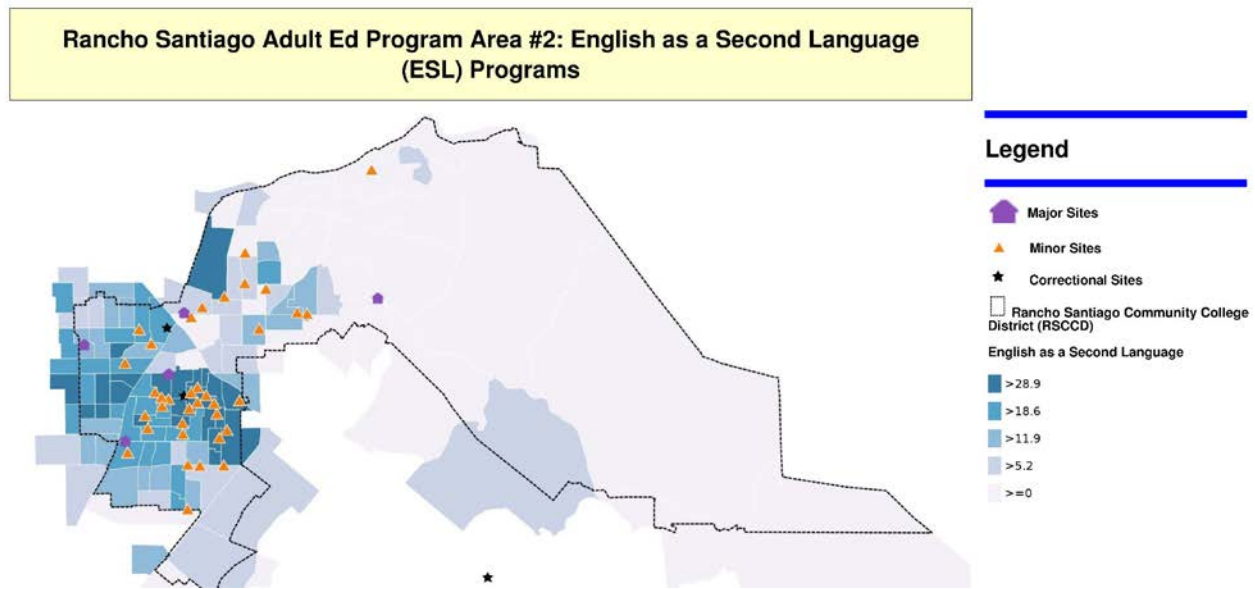 Rancho Santiago Adult Ed Program Area #2: English as a Second Language
(ESL) Programs
Legend
Major Sites
Minor Sites
Correctional Sites
Rancho Santiago Community College
District (RSCCD)
English as a Second Language
>28.9
>18.6
>11.9
>5.2
>=0